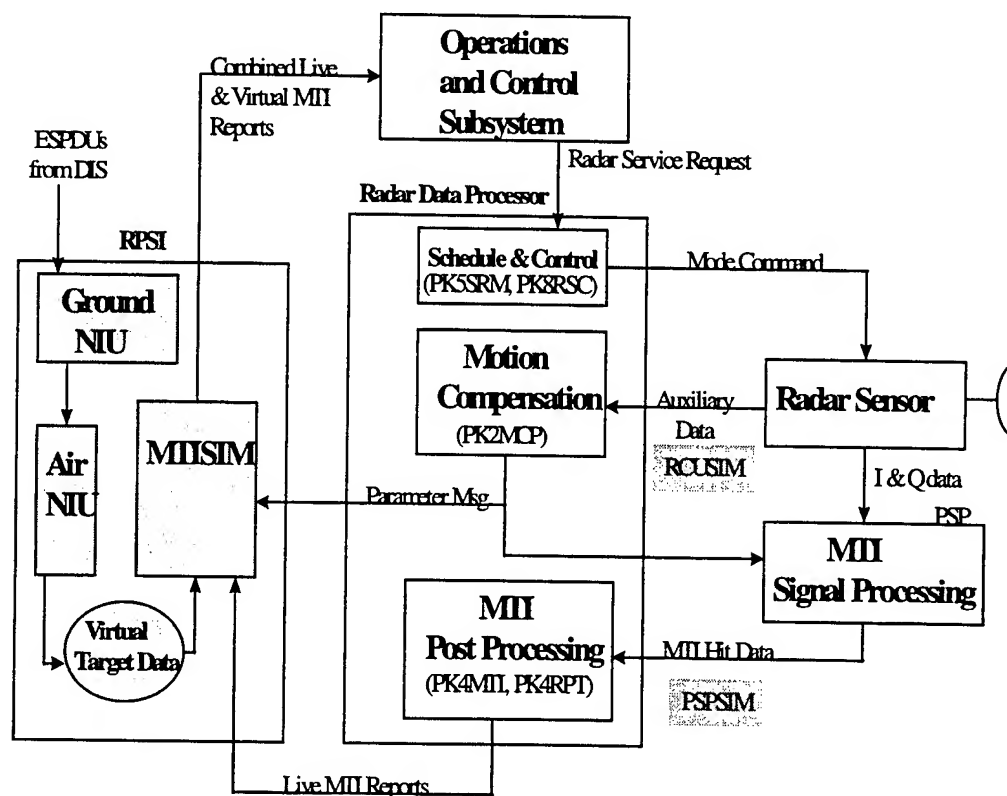 Operations
and Control
Subsystem
Combined Live
& Virtual MTI
Reports
ESPDUs
from DIS
Radar Service Request
Radar Data Processor
RPSI
Schedule & Control
(PK5SRM, PK8RSC)
Mode Command
Ground
NIU
Motion
Compensation
(PK2MCP)
Auxiliary
Data
RCUSIM
Radar Sensor
MTISIM
Air
NIU
Parameter Msg
I & Q data
PSP
MTI
Signal Processing
MTI
Post Processing
(PK4MTI, PK4RPT)
MTI Hit Data
PSPSIM
Virtual
Target Data
Live MTI Reports